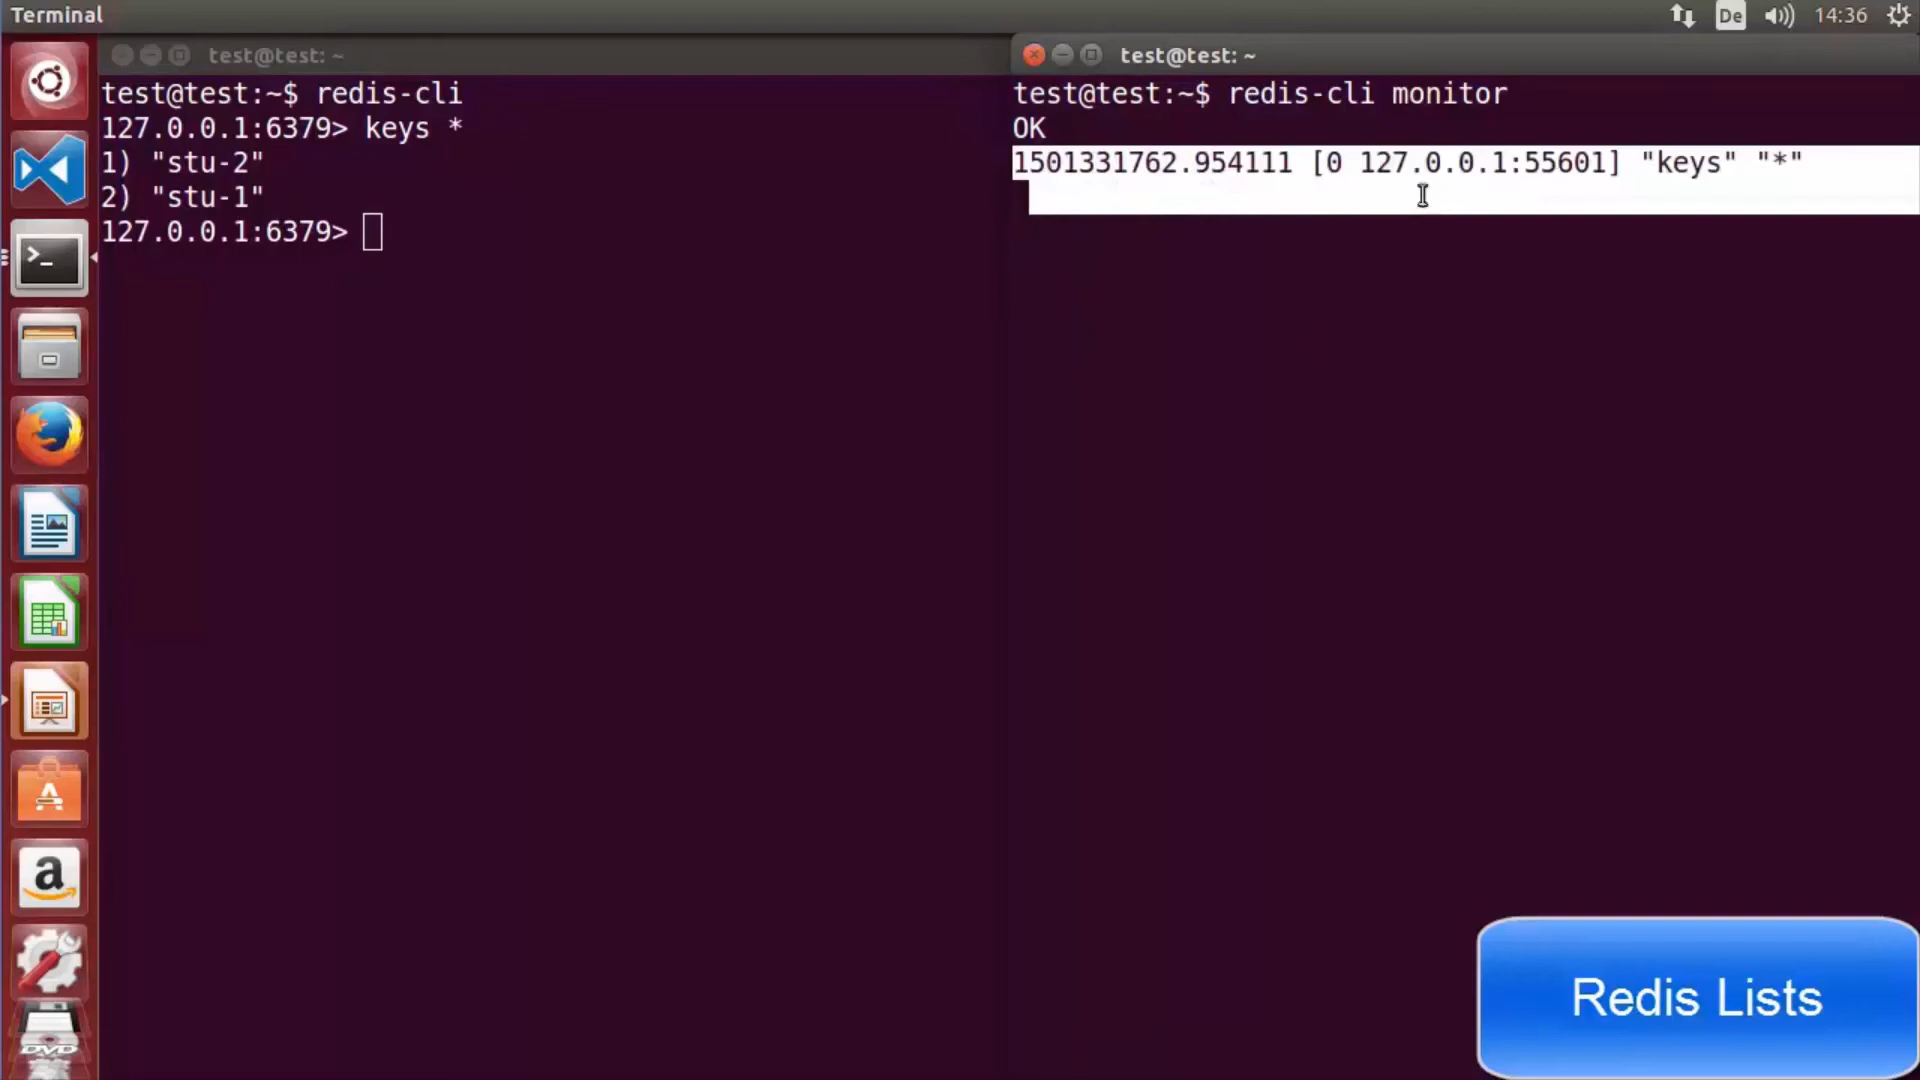 Terminal
De
14:36
test@test: ~
test@test:~$ redis-cli
127.0.0.1:6379> keys *
1) "stu-2"
2) "stu-1"
127.0.0.1:6379>
test@test: ~
test@test:~$ redis-cli monitor
OK
1501331762.954111 [0 127.0.0.1:55601] "keys" "*"
DVD
Redis Lists